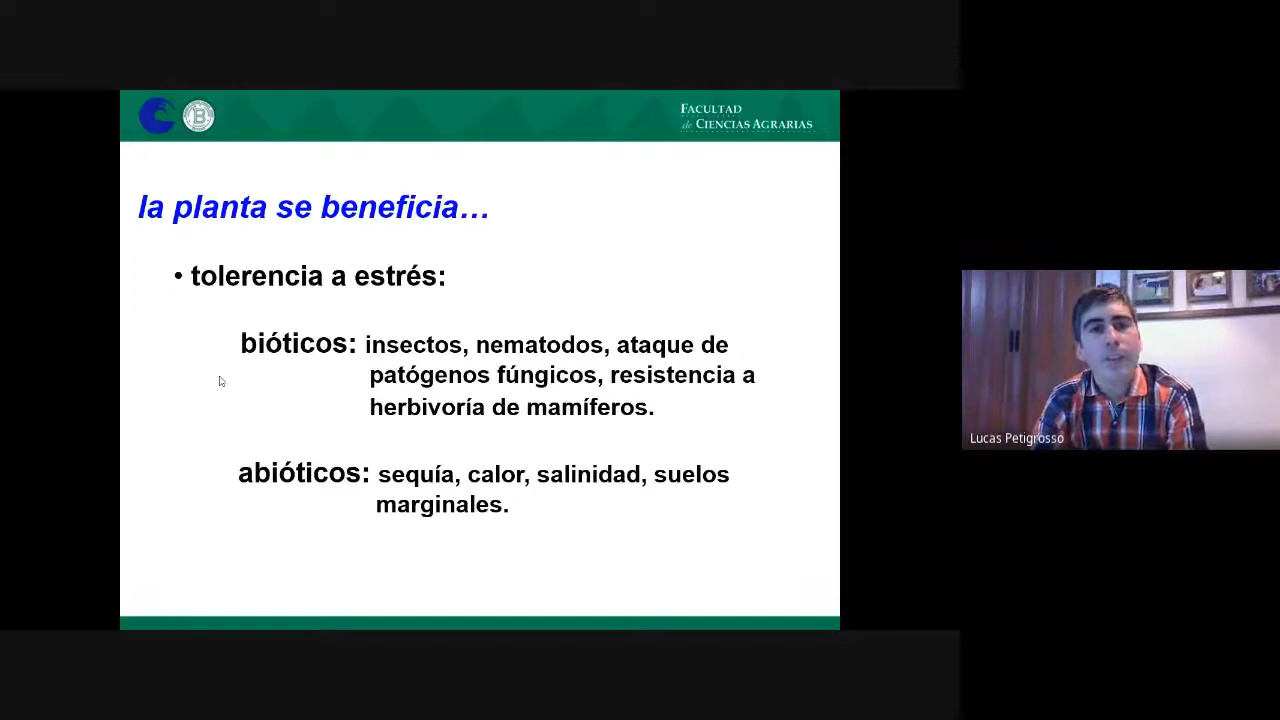 FACULTAD
de CIENCIAS AGRARIAS
B
la planta se beneficia…
• tolerencia a estrés:
bióticos: insectos, nematodos, ataque de
patógenos fúngicos, resistencia a
herbivoría de mamíferos.
abióticos: sequía, calor, salinidad, suelos
marginales.
Lucas Petigrosso